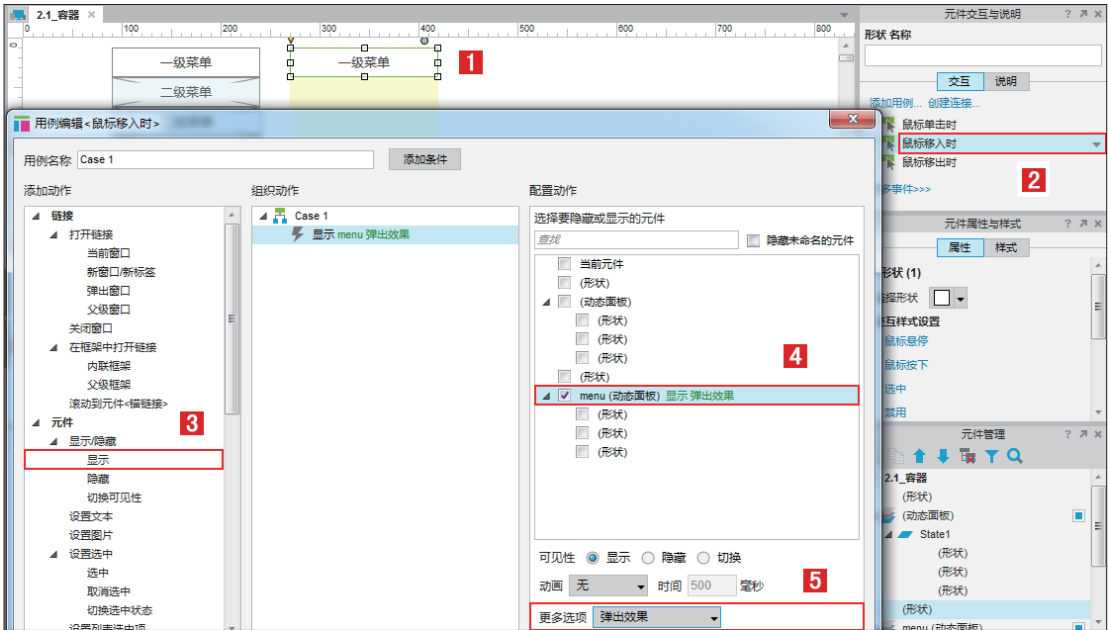 2.1_容器
元件交互与说明
0 100 200 300 400 500 600 700 800
0
形状 名称
一级菜单
一级菜单
1
二级菜单
交互 说明
添加用例... 创建连接...
鼠标单击时
鼠标移入时
鼠标移出时
2
多事件>>>
用例编辑<鼠标移入时>
用例名称 Case 1 添加条件
添加动作 组织动作 配置动作
链接
打开链接
当前窗口
新窗口/新标签
弹出窗口
父级窗口
关闭窗口
在框架中打开链接
内联框架
父级框架
滚动到元件<锚链接>
3
元件
显示/隐藏
显示
隐藏
切换可见性
设置文本
设置图片
设置选中
选中
取消选中
切换选中状态
设置列表选中项
Case 1
显示 menu 弹出效果
选择要隐藏或显示的元件
查找 隐藏未命名的元件
当前元件
(形状)
(动态面板)
(形状)
(形状)
(形状)
4
(形状)
menu (动态面板) 显示 弹出效果
(形状)
(形状)
(形状)
可见性 显示 隐藏 切换
动画 无 时间 500 毫秒
5
更多选项 弹出效果
元件属性与样式
属性 样式
形状 (1)
选择形状
交互样式设置
鼠标悬停
鼠标按下
选中
禁用
元件管理
2.1_容器
(形状)
(动态面板)
State1
(形状)
(形状)
(形状)
(形状)
menu (动态面板)